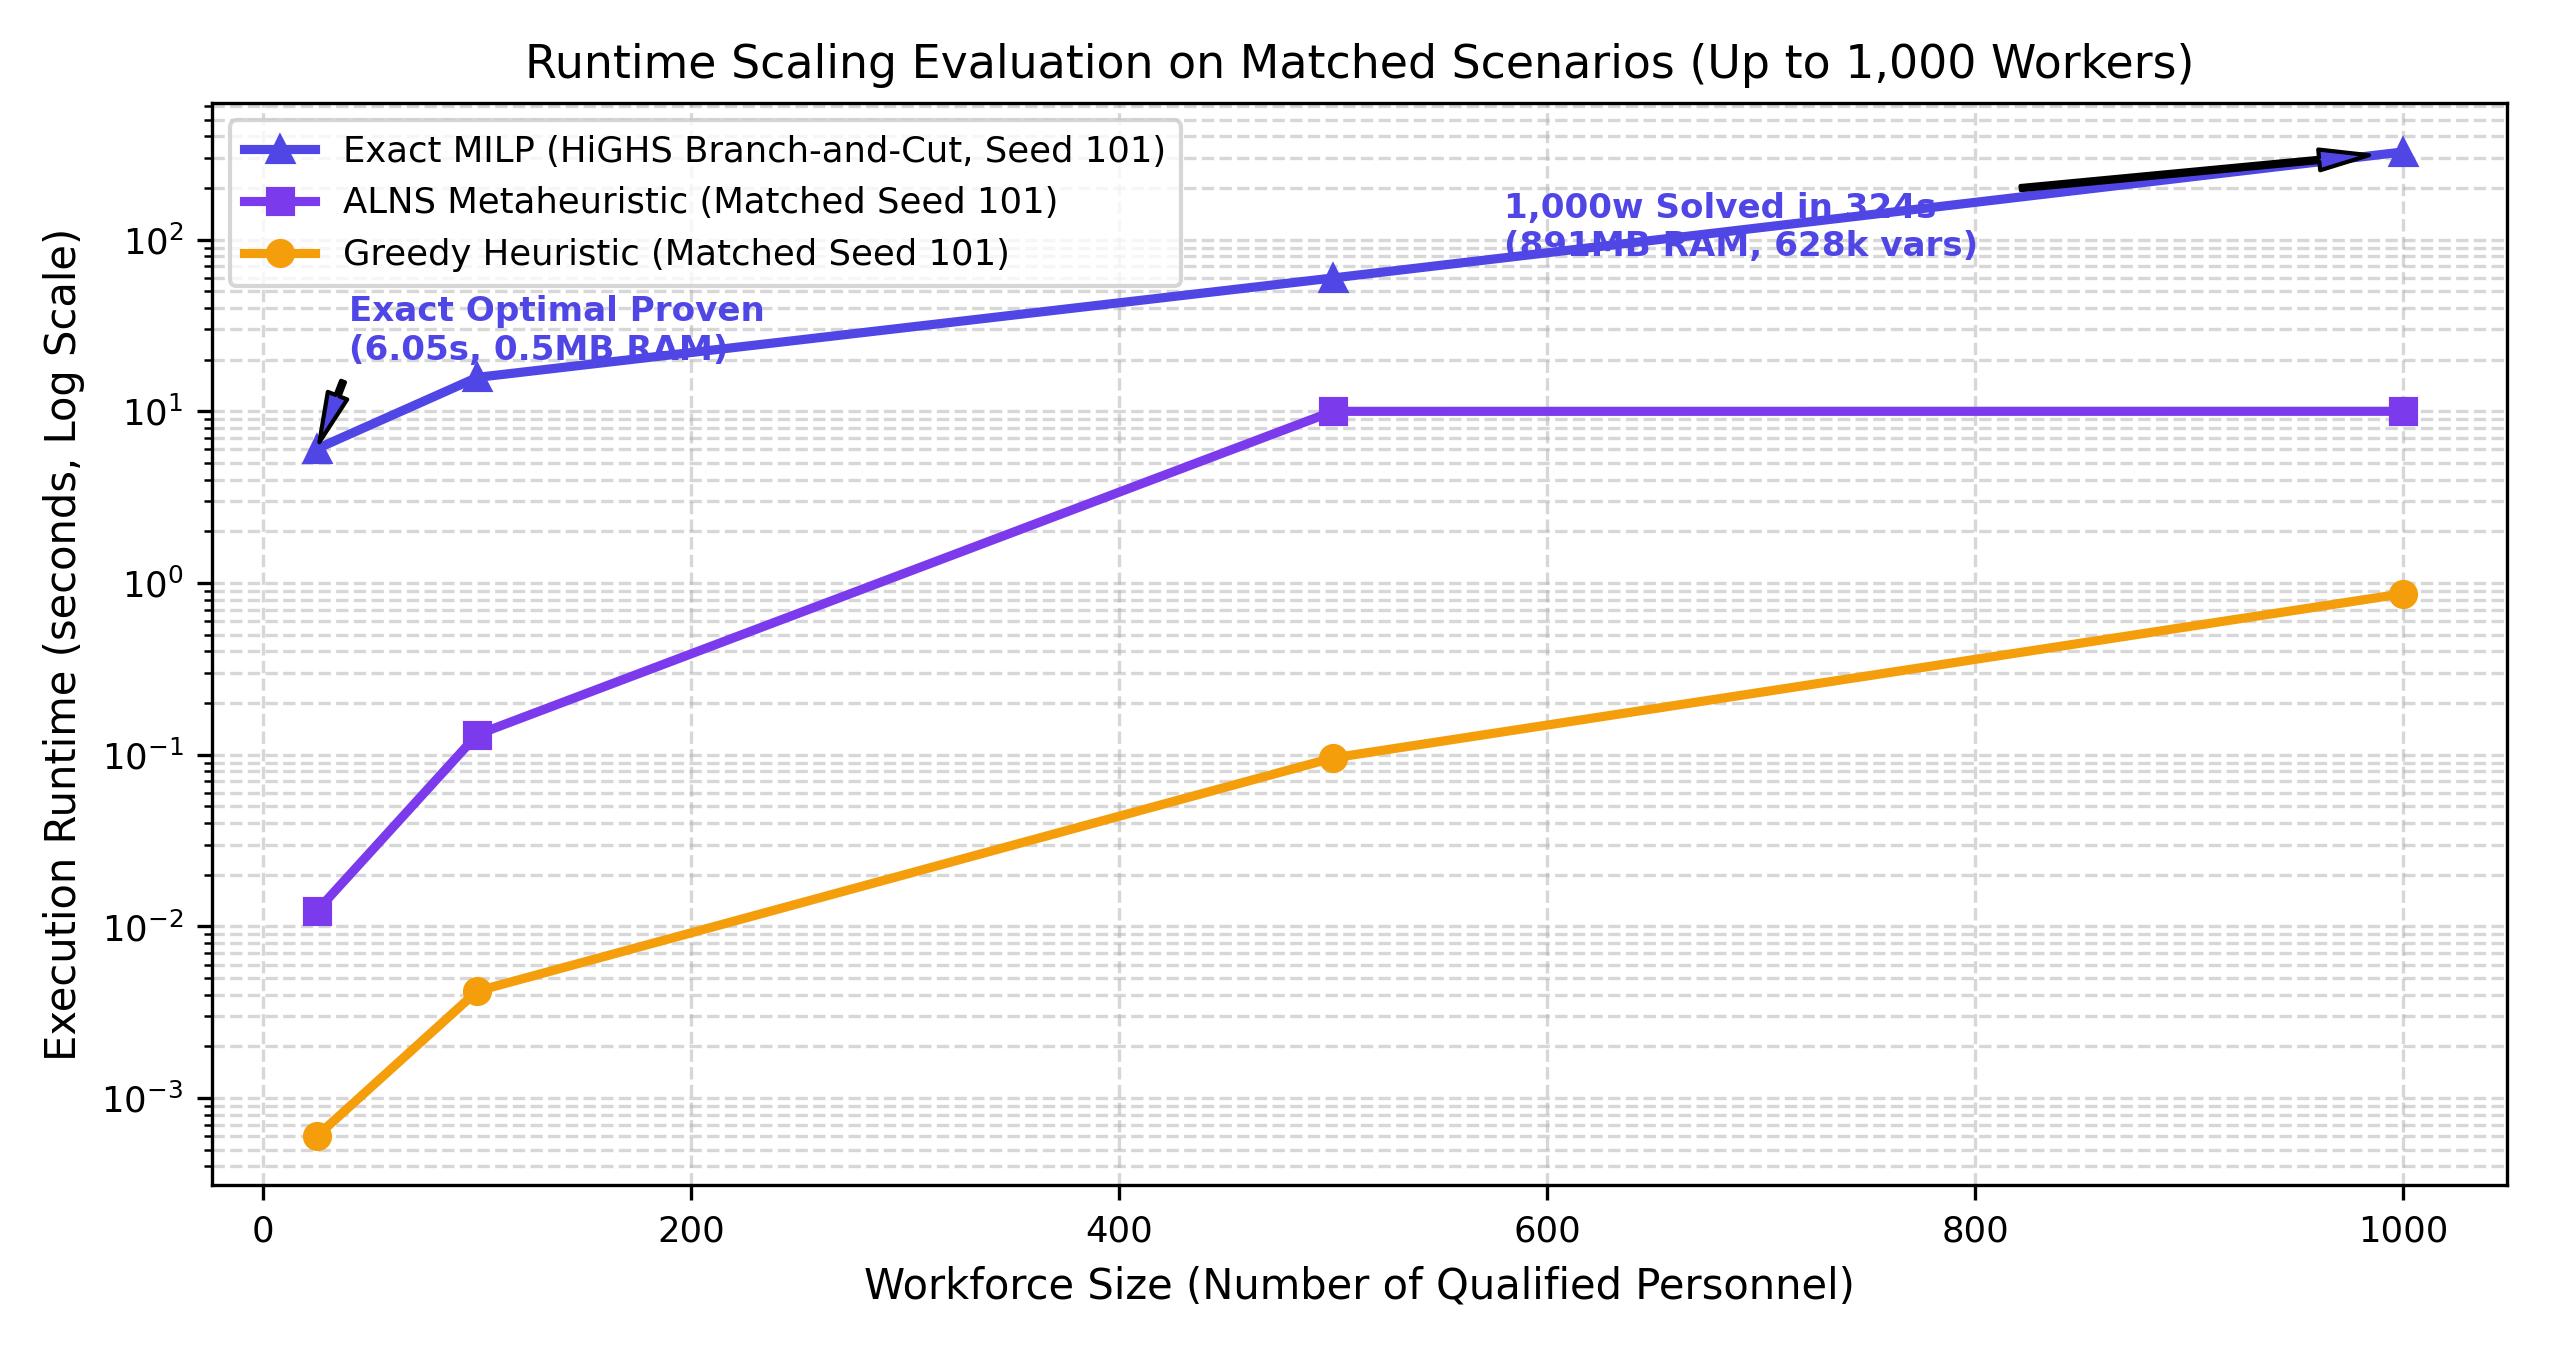 Runtime Scaling Evaluation on Matched Scenarios (Up to 1,000 Workers)
Exact MILP (HiGHS Branch-and-Cut, Seed 101)
ALNS Metaheuristic (Matched Seed 101)
Greedy Heuristic (Matched Seed 101)
1,000w Solved in 324s
(891MB RAM, 628k vars)
Exact Optimal Proven
(6.05s, 0.5MB RAM)
Execution Runtime (seconds, Log Scale)
10²
10¹
10⁰
10⁻¹
10⁻²
10⁻³
0 200 400 600 800 1000
Workforce Size (Number of Qualified Personnel)